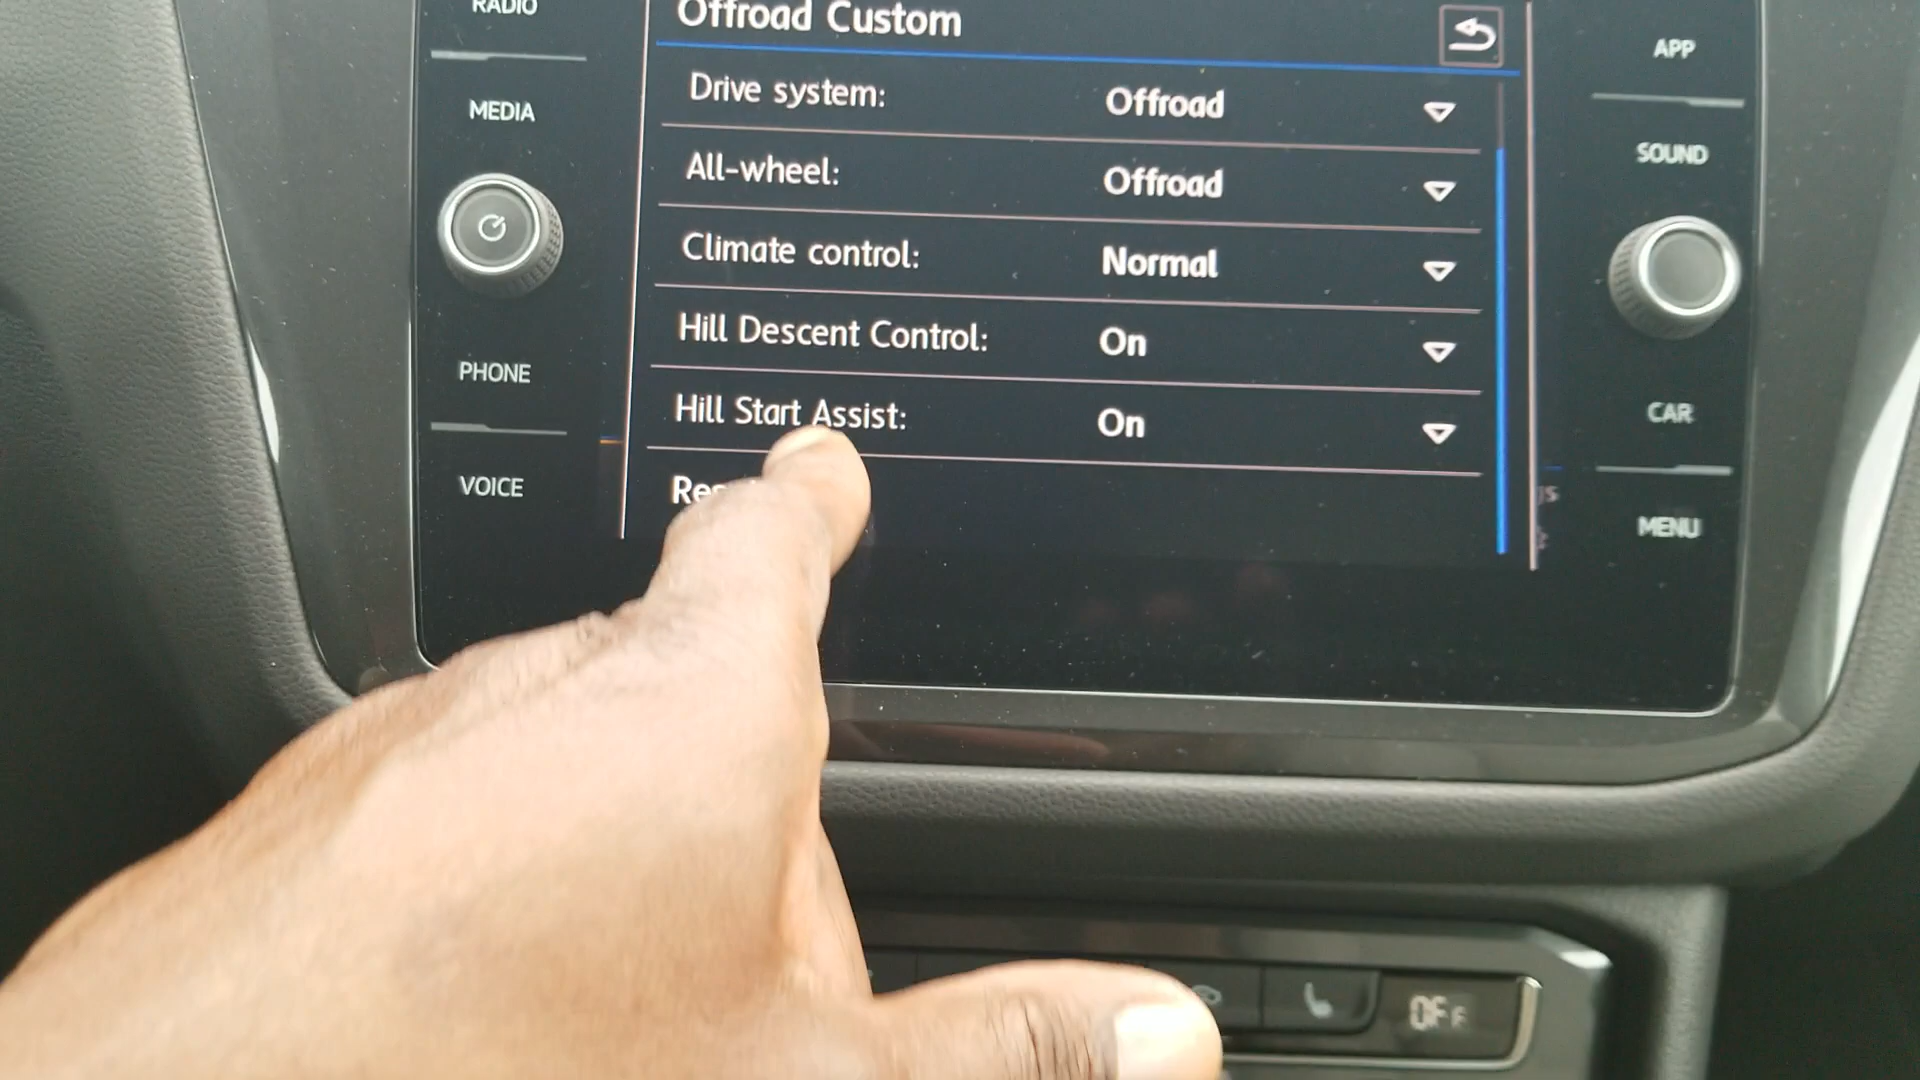 RADIO
MEDIA
PHONE
VOICE
Offroad Custom
Drive system: Offroad
All-wheel: Offroad
Climate control: Normal
Hill Descent Control: On
Hill Start Assist: On
APP
SOUND
CAR
MENU
OFF